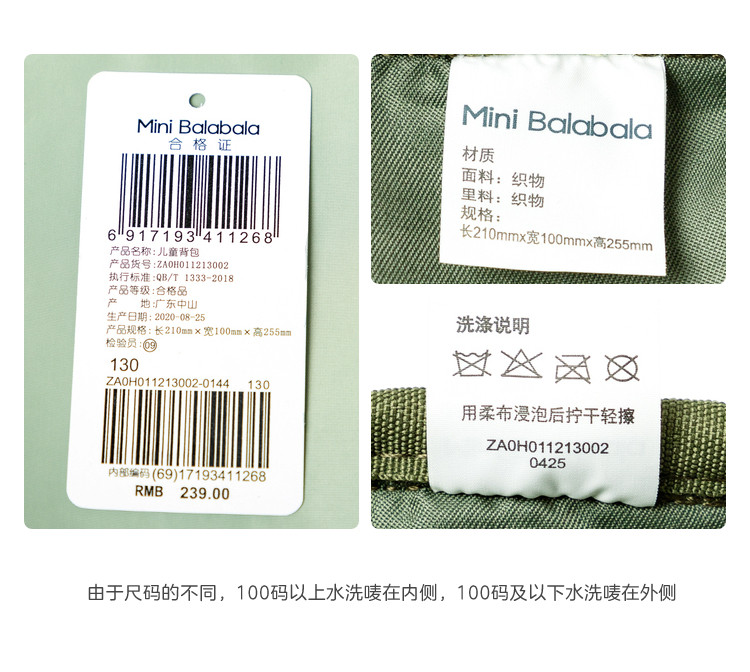 Mini Balabala
合格证
6 917193 411268
产品名称:儿童背包
产品货号:ZA0H011213002
执行标准:QB/T 1333-2018
产品等级:合格品
产 地:广东中山
生产日期:2020-08-25
产品规格:长210mm×宽100mm×高255mm
检验员:09
130
ZA0H011213002-0144 130
内部编码(69)17193411268
RMB 239.00
Mini Balabala
材质
面料：织物
里料：织物
规格：
长210mmx宽100mmx高255mm
洗涤说明
用柔布浸泡后拧干轻擦
ZA0H011213002
0425
由于尺码的不同，100码以上水洗唛在内侧，100码及以下水洗唛在外侧